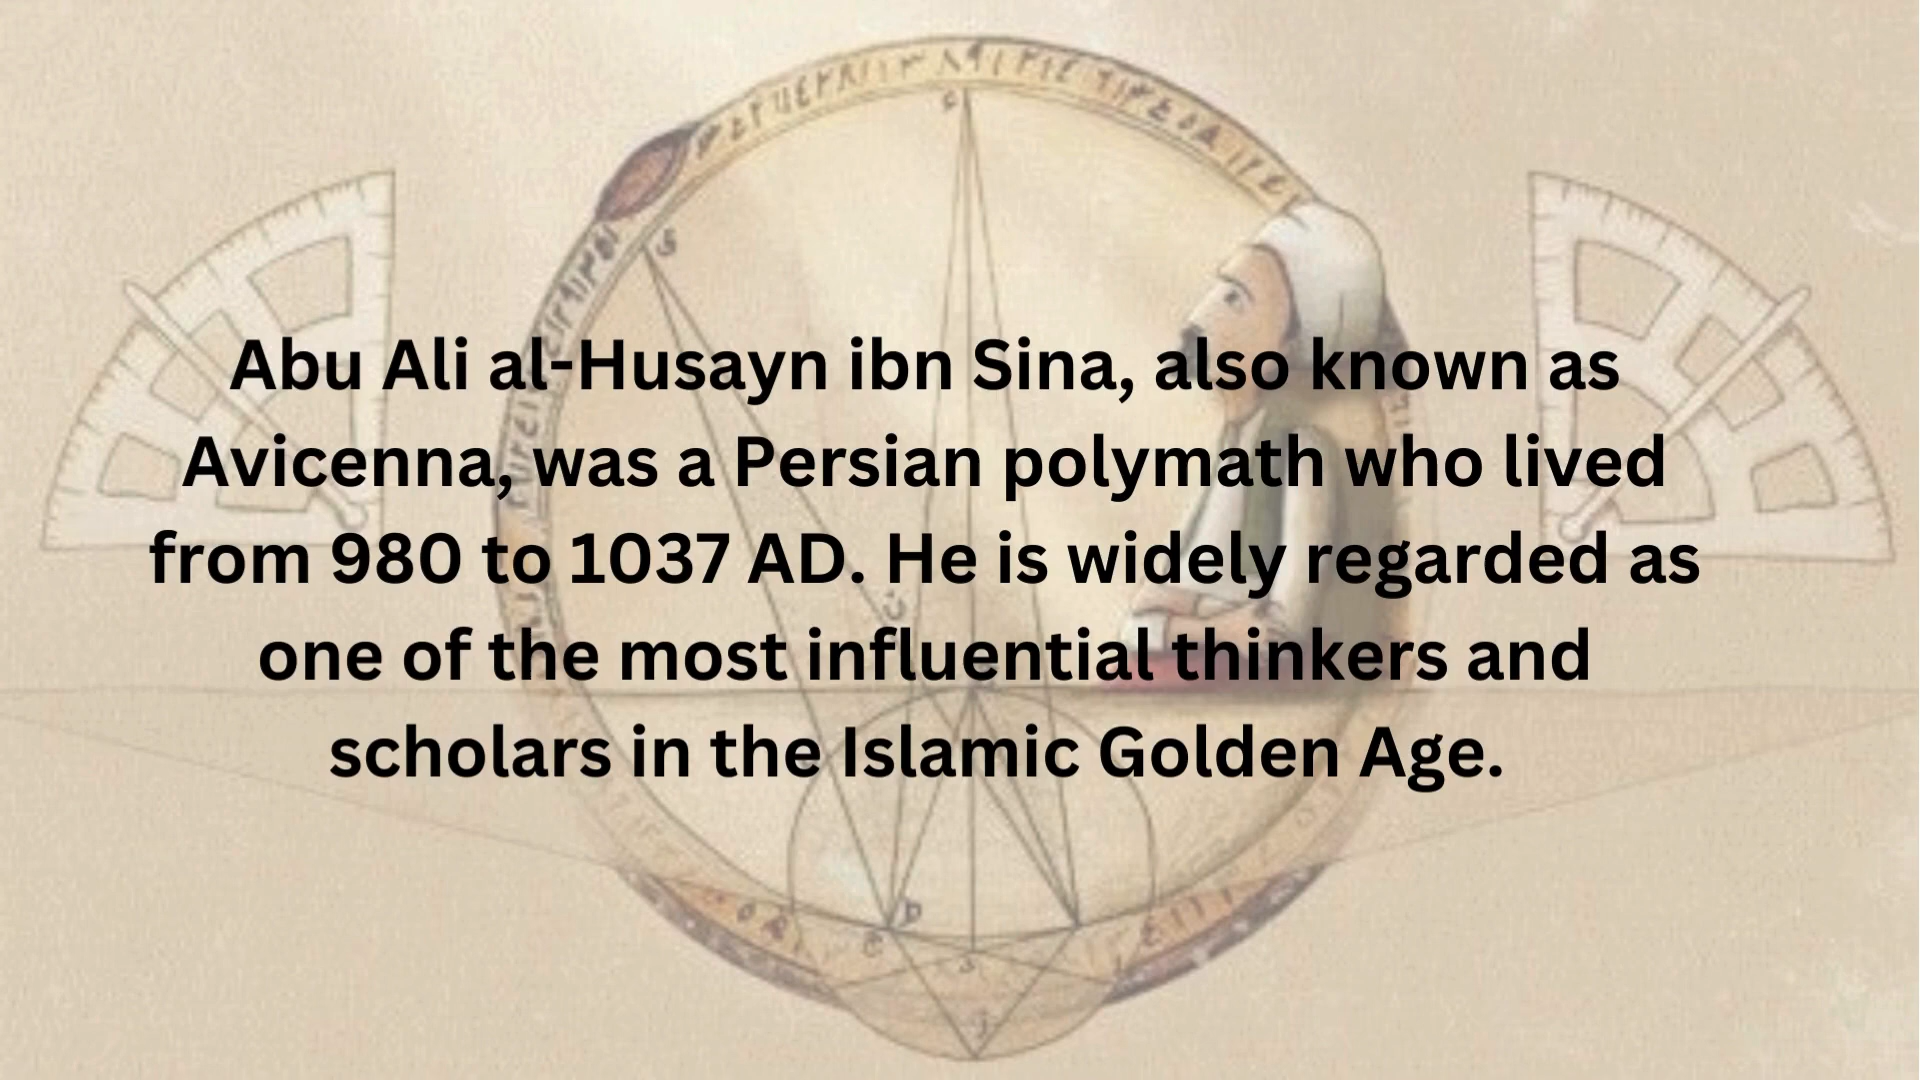 Abu Ali al-Husayn ibn Sina, also known as
Avicenna, was a Persian polymath who lived
from 980 to 1037 AD. He is widely regarded as
one of the most influential thinkers and
scholars in the Islamic Golden Age.